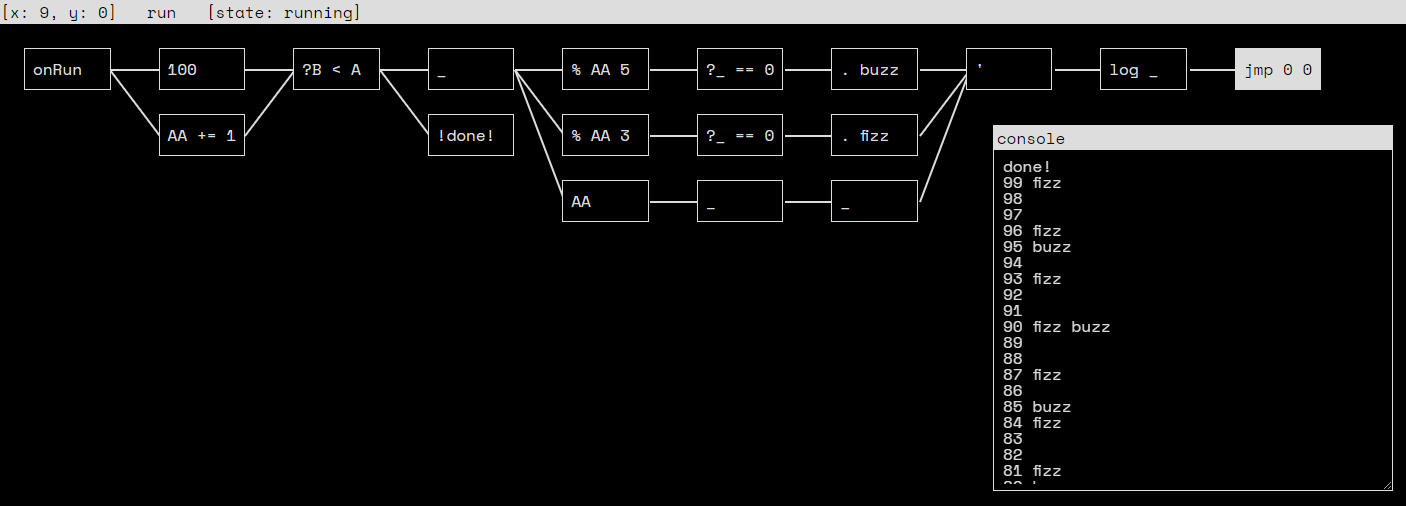 [x: 9, y: 0] run [state: running]
onRun 100 ?B < A _ % AA 5 ?_ == 0 . buzz ' log _ jmp 0 0
AA += 1 !done! % AA 3 ?_ == 0 . fizz
AA _ _
console
done!
99 fizz
98
97
96 fizz
95 buzz
94
93 fizz
92
91
90 fizz buzz
89
88
87 fizz
86
85 buzz
84 fizz
83
82
81 fizz